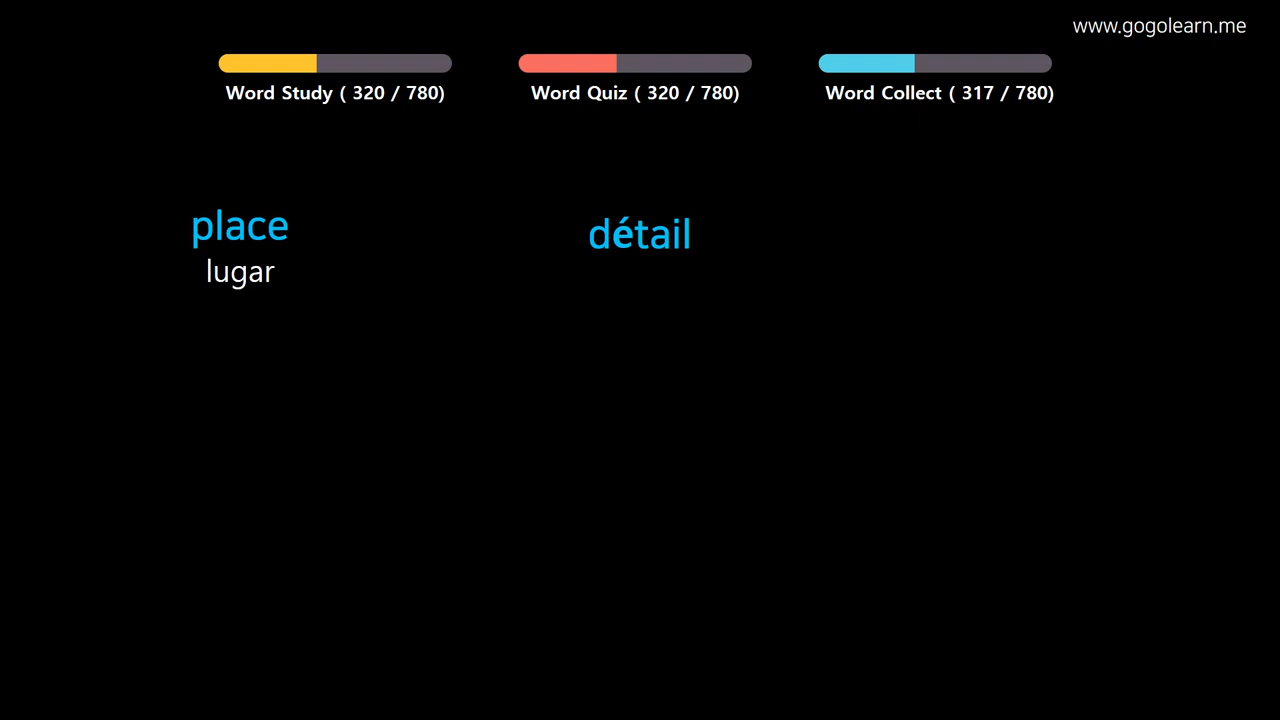 www.gogolearn.me
Word Study ( 320 / 780)
Word Quiz ( 320 / 780)
Word Collect ( 317 / 780)
place
lugar
détail